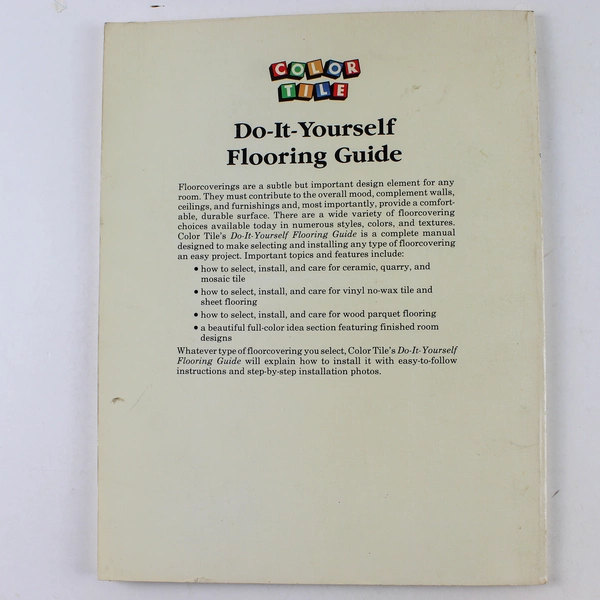 COLOR
TILE
Do-It-Yourself
Flooring Guide
Floorcoverings are a subtle but important design element for any
room. They must contribute to the overall mood, complement walls,
ceilings, and furnishings and, most importantly, provide a comfort-
able, durable surface. There are a wide variety of floorcovering
choices available today in numerous styles, colors, and textures.
Color Tile's Do-It-Yourself Flooring Guide is a complete manual
designed to make selecting and installing any type of floorcovering
an easy project. Important topics and features include:
• how to select, install, and care for ceramic, quarry, and
mosaic tile
• how to select, install, and care for vinyl no-wax tile and
sheet flooring
• how to select, install, and care for wood parquet flooring
• a beautiful full-color idea section featuring finished room
designs
Whatever type of floorcovering you select, Color Tile's Do-It-Yourself
Flooring Guide will explain how to install it with easy-to-follow
instructions and step-by-step installation photos.